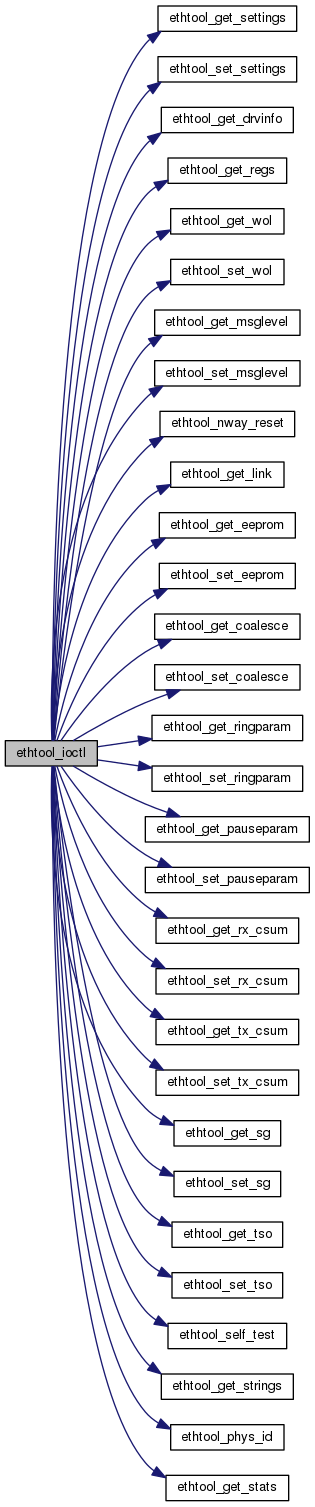 ethtool_get_settings
ethtool_set_settings
ethtool_get_drvinfo
ethtool_get_regs
ethtool_get_wol
ethtool_set_wol
ethtool_get_msglevel
ethtool_set_msglevel
ethtool_nway_reset
ethtool_get_link
ethtool_get_eeprom
ethtool_set_eeprom
ethtool_get_coalesce
ethtool_set_coalesce
ethtool_get_ringparam
ethtool_ioctl
ethtool_set_ringparam
ethtool_get_pauseparam
ethtool_set_pauseparam
ethtool_get_rx_csum
ethtool_set_rx_csum
ethtool_get_tx_csum
ethtool_set_tx_csum
ethtool_get_sg
ethtool_set_sg
ethtool_get_tso
ethtool_set_tso
ethtool_self_test
ethtool_get_strings
ethtool_phys_id
ethtool_get_stats